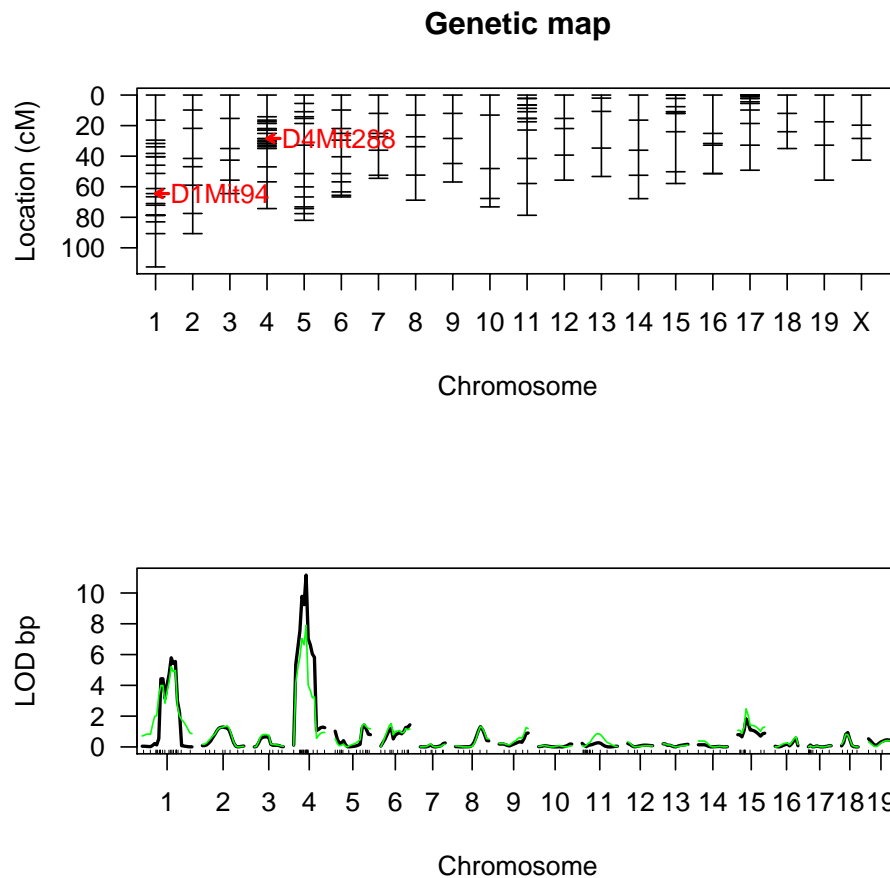 Genetic map
Location (cM)
0
20
40
60
80
100
D4Mit288
D1Mit94
1 2 3 4 5 6 7 8 9 10 11 12 13 14 15 16 17 18 19 X
Chromosome
LOD bp
10
8
6
4
2
0
1 2 3 4 5 6 7 8 9 10 11 12 13 14 15 16 17 18 19
Chromosome